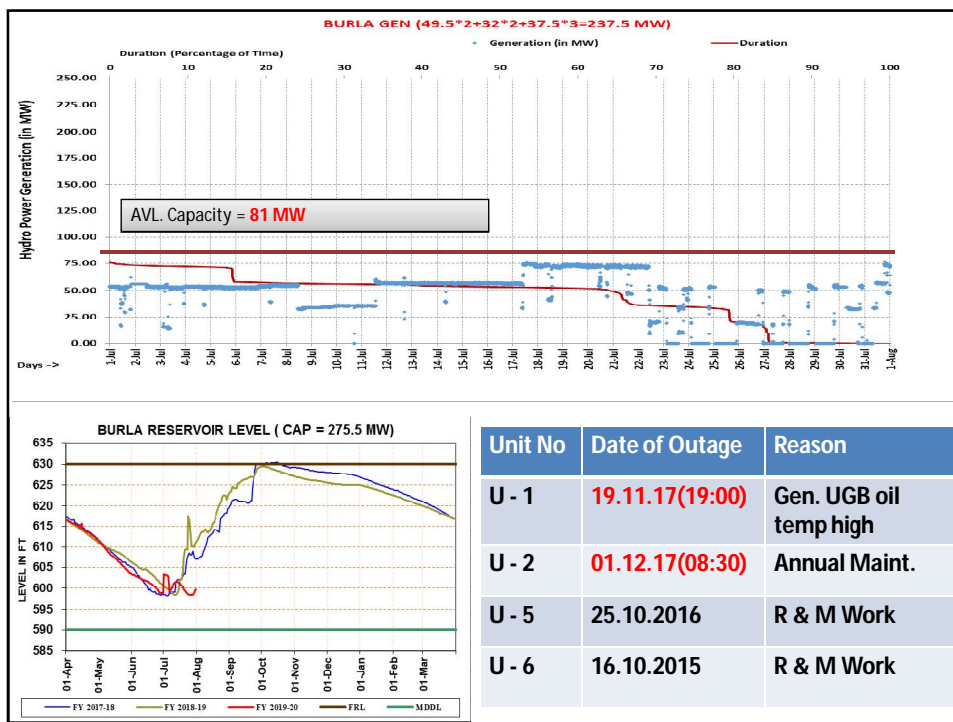 BURLA GEN (49.5*2+32*2+37.5*3=237.5 MW)
Generation (in MW) Duration
Duration (Percentage of Time)
0 10 20 30 40 50 60 70 80 90 100
Hydro Power Generation (in MW)
250.00
225.00
200.00
175.00
150.00
125.00
100.00
75.00
50.00
25.00
0.00
AVL. Capacity = 81 MW
Days -> 1-Jul 2-Jul 3-Jul 4-Jul 5-Jul 6-Jul 7-Jul 8-Jul 9-Jul 10-Jul 11-Jul 12-Jul 13-Jul 14-Jul 15-Jul 16-Jul 17-Jul 18-Jul 19-Jul 20-Jul 21-Jul 22-Jul 23-Jul 24-Jul 25-Jul 26-Jul 27-Jul 28-Jul 29-Jul 30-Jul 31-Jul 1-Aug
BURLA RESERVOIR LEVEL ( CAP = 275.5 MW)
LEVEL IN FT
635
630
625
620
615
610
605
600
595
590
585
01-Apr 01-May 01-Jun 01-Jul 01-Aug 01-Sep 01-Oct 01-Nov 01-Dec 01-Jan 01-Feb 01-Mar
FY 2017-18 FY 2018-19 FY 2019-20 FRL MDDL
Unit No Date of Outage Reason
U - 1 19.11.17(19:00) Gen. UGB oil
temp high
U - 2 01.12.17(08:30) Annual Maint.
U - 5 25.10.2016 R & M Work
U - 6 16.10.2015 R & M Work